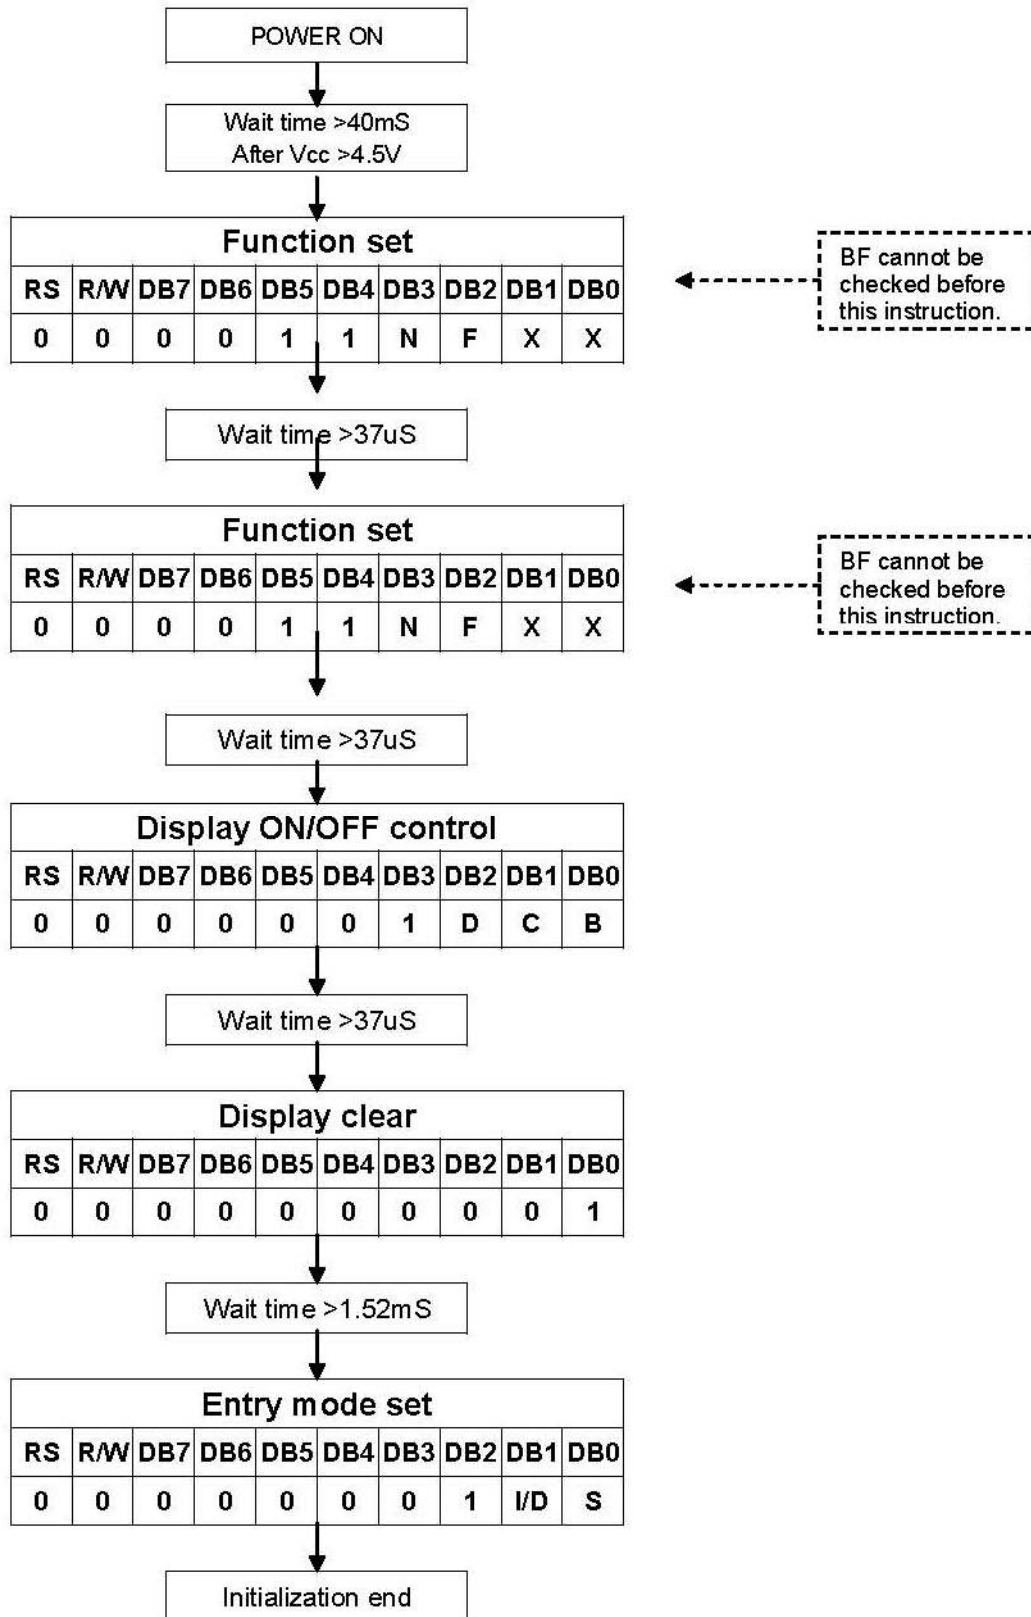 POWER ON
Wait time >40mS
After Vcc >4.5V
Function set
RS R/W DB7 DB6 DB5 DB4 DB3 DB2 DB1 DB0
0 0 0 0 1 1 N F X X
BF cannot be
checked before
this instruction.
Wait time >37uS
Function set
RS R/W DB7 DB6 DB5 DB4 DB3 DB2 DB1 DB0
0 0 0 0 1 1 N F X X
BF cannot be
checked before
this instruction.
Wait time >37uS
Display ON/OFF control
RS R/W DB7 DB6 DB5 DB4 DB3 DB2 DB1 DB0
0 0 0 0 0 0 1 D C B
Wait time >37uS
Display clear
RS R/W DB7 DB6 DB5 DB4 DB3 DB2 DB1 DB0
0 0 0 0 0 0 0 0 0 1
Wait time >1.52mS
Entry mode set
RS R/W DB7 DB6 DB5 DB4 DB3 DB2 DB1 DB0
0 0 0 0 0 0 0 1 I/D S
Initialization end